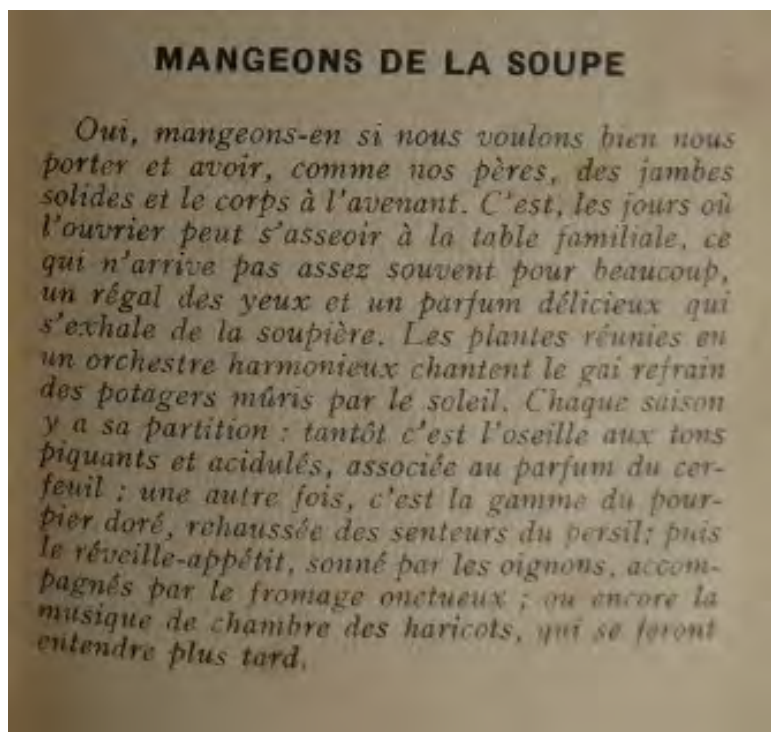 MANGEONS DE LA SOUPE
Oui, mangeons-en si nous voulons bien nous
porter et avoir, comme nos pères, des jambes
solides et le corps à l'avenant. C'est, les jours où
l'ouvrier peut s'asseoir à la table familiale, ce
qui n'arrive pas assez souvent pour beaucoup,
un régal des yeux et un parfum délicieux qui
s'exhale de la soupière. Les plantes réunies en
un orchestre harmonieux chantent le gai refrain
des potagers mûris par le soleil. Chaque saison
y a sa partition : tantôt c'est l'oseille aux tons
piquants et acidulés, associée au parfum du cer-
feuil ; une autre fois, c'est la gamme du pour-
pier doré, rehaussée des senteurs du persil; puis
le réveille-appétit, sonné par les oignons, accom-
pagnés par le fromage onctueux ; ou encore la
musique de chambre des haricots, qui se feront
entendre plus tard.